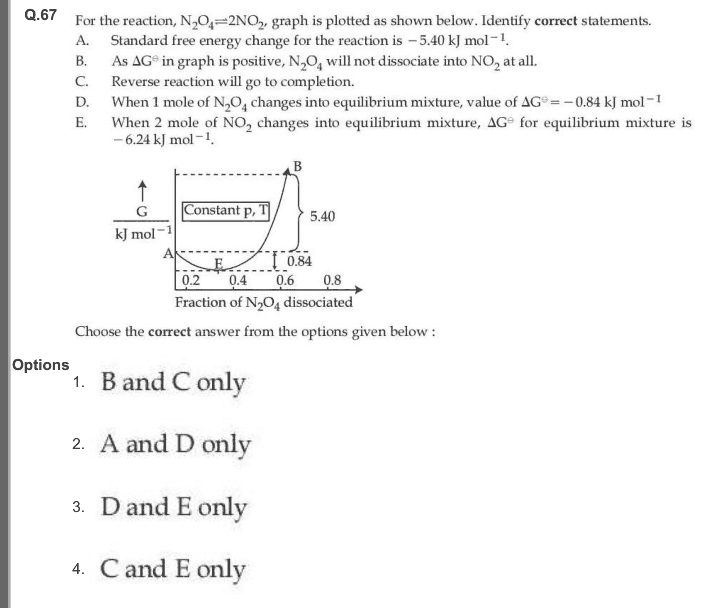 Q.67 For the reaction, N₂O₄⇌2NO₂, graph is plotted as shown below. Identify correct statements.
A. Standard free energy change for the reaction is −5.40 kJ mol⁻¹.
B. As ΔG⊖ in graph is positive, N₂O₄ will not dissociate into NO₂ at all.
C. Reverse reaction will go to completion.
D. When 1 mole of N₂O₄ changes into equilibrium mixture, value of ΔG⊖ = −0.84 kJ mol⁻¹
E. When 2 mole of NO₂ changes into equilibrium mixture, ΔG⊖ for equilibrium mixture is
−6.24 kJ mol⁻¹.
B
↑
G
kJ mol⁻¹
Constant p, T
5.40
A
E
0.84
0.2 0.4 0.6 0.8
Fraction of N₂O₄ dissociated
Choose the correct answer from the options given below :
Options
1. B and C only
2. A and D only
3. D and E only
4. C and E only